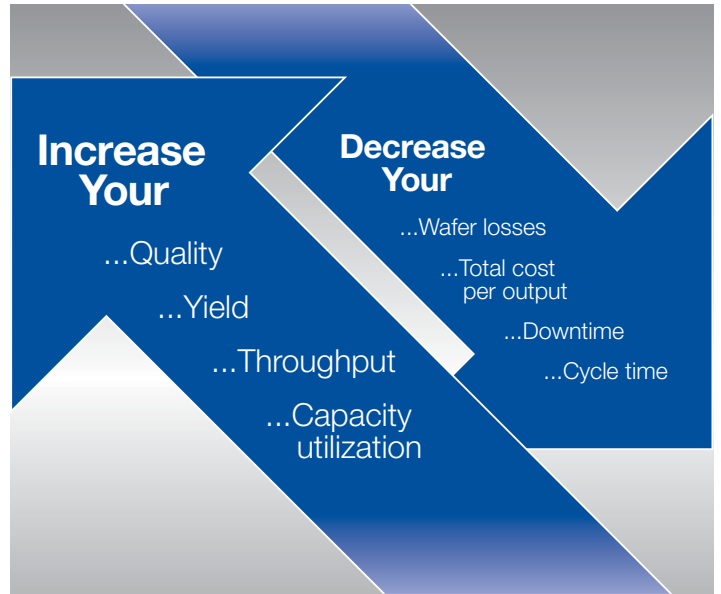 Increase
Your
...Quality
...Yield
...Throughput
...Capacity
utilization
Decrease
Your
...Wafer losses
...Total cost
per output
...Downtime
...Cycle time